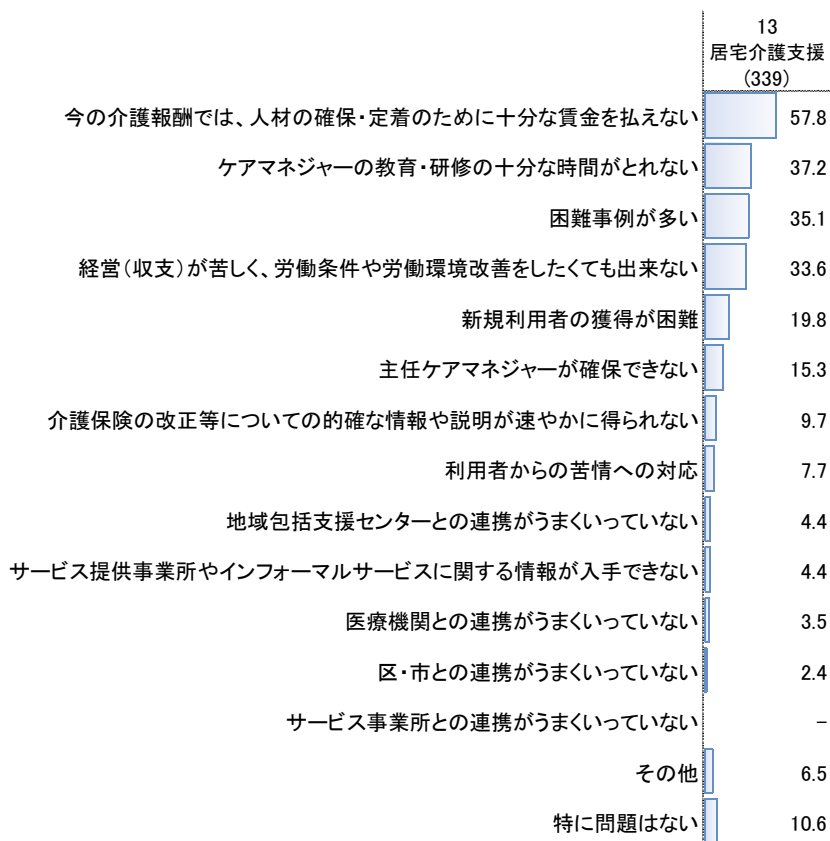 13
居宅介護支援
(339)
今の介護報酬では、人材の確保・定着のために十分な賃金を払えない 57.8
ケアマネジャーの教育・研修の十分な時間がとれない 37.2
困難事例が多い 35.1
経営(収支)が苦しく、労働条件や労働環境改善をしたくても出来ない 33.6
新規利用者の獲得が困難 19.8
主任ケアマネジャーが確保できない 15.3
介護保険の改正等についての的確な情報や説明が速やかに得られない 9.7
利用者からの苦情への対応 7.7
地域包括支援センターとの連携がうまくいっていない 4.4
サービス提供事業所やインフォーマルサービスに関する情報が入手できない 4.4
医療機関との連携がうまくいっていない 3.5
区・市との連携がうまくいっていない 2.4
サービス事業所との連携がうまくいっていない －
その他 6.5
特に問題はない 10.6